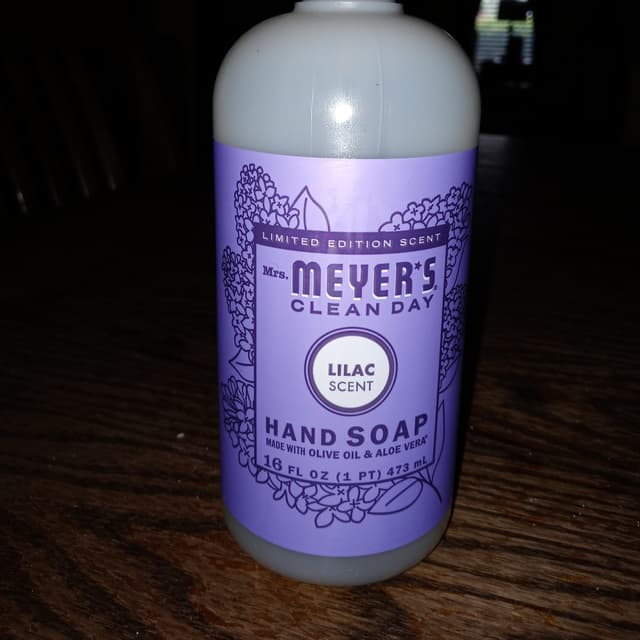 LIMITED EDITION SCENT
Mrs. MEYER'S®
CLEAN DAY
LILAC
SCENT
HAND SOAP
MADE WITH OLIVE OIL & ALOE VERA*
16 FL OZ (1 PT) 473 mL